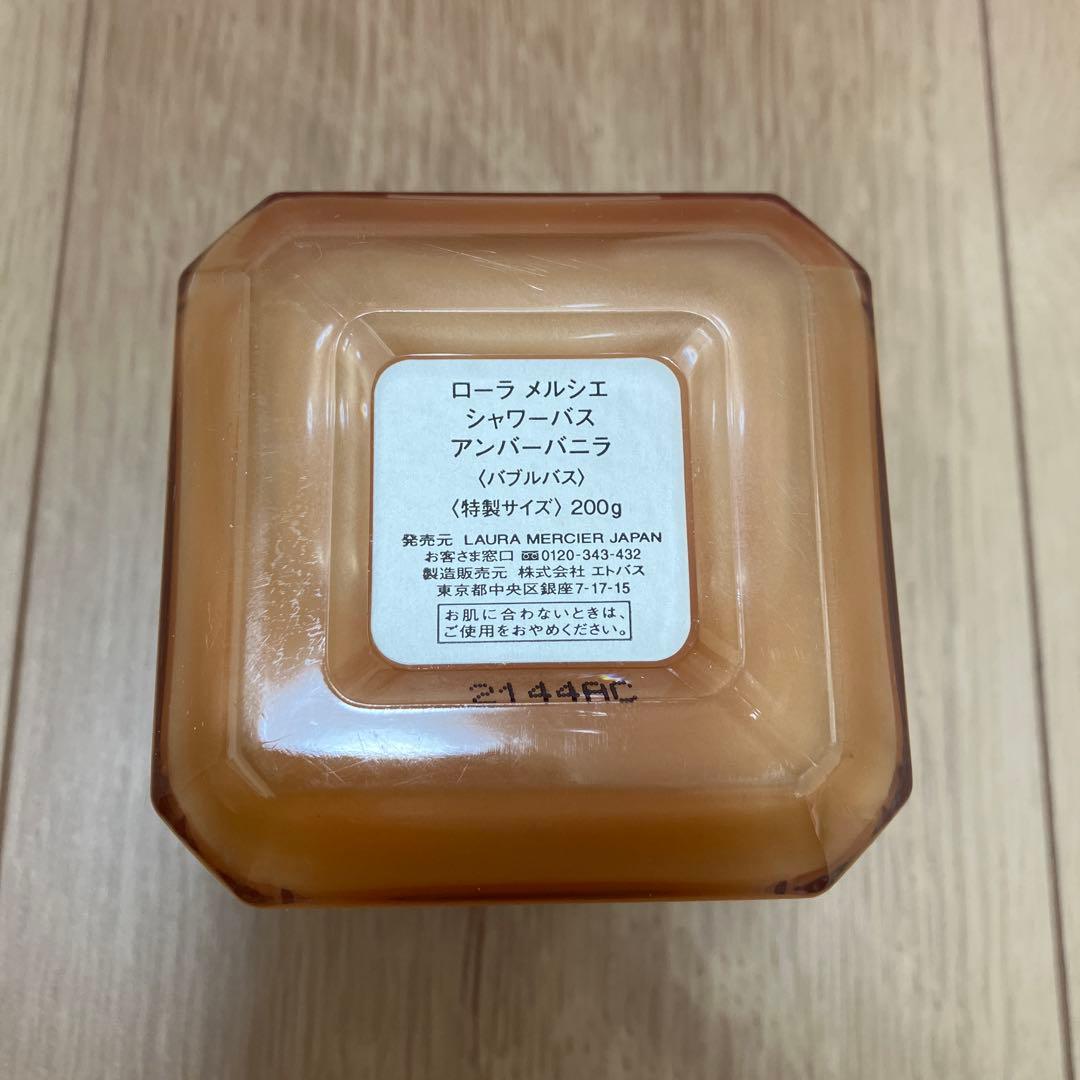 ローラ メルシエ
シャワーバス
アンバーバニラ
〈バブルバス〉
〈特製サイズ〉200g
発売元 LAURA MERCIER JAPAN
お客さま窓口 0120-343-432
製造販売元 株式会社 エトバス
東京都中央区銀座7-17-15
お肌に合わないときは、
ご使用をおやめください。
2144AC